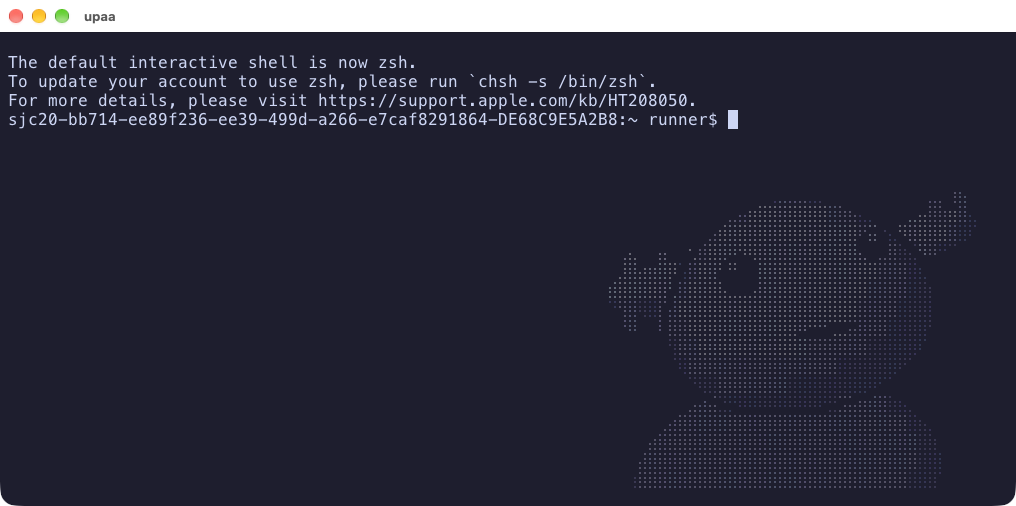 upaa
The default interactive shell is now zsh.
To update your account to use zsh, please run `chsh -s /bin/zsh`.
For more details, please visit https://support.apple.com/kb/HT208050.
sjc20-bb714-ee89f236-ee39-499d-a266-e7caf8291864-DE68C9E5A2B8:~ runner$